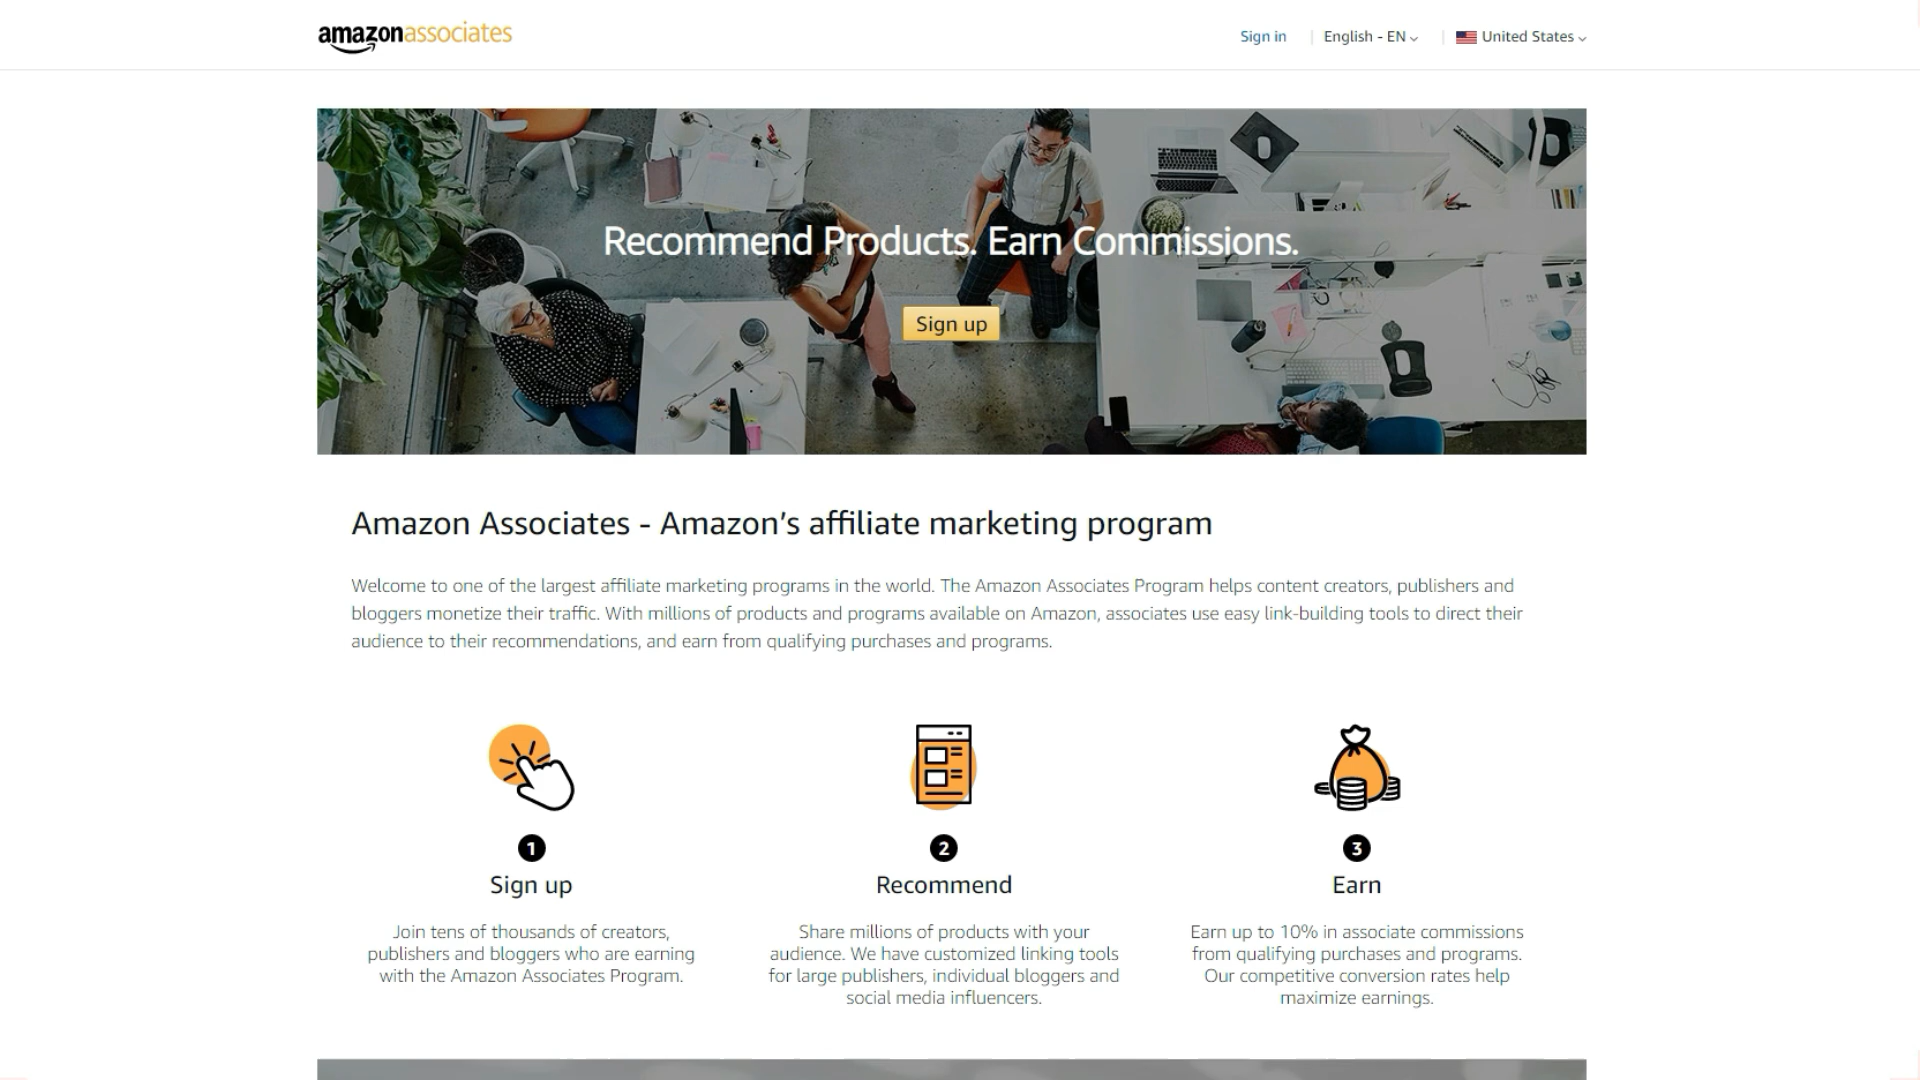 amazonassociates
Sign in
English - EN
United States
Recommend Products. Earn Commissions.
Sign up
Amazon Associates - Amazon's affiliate marketing program
Welcome to one of the largest affiliate marketing programs in the world. The Amazon Associates Program helps content creators, publishers and
bloggers monetize their traffic. With millions of products and programs available on Amazon, associates use easy link-building tools to direct their
audience to their recommendations, and earn from qualifying purchases and programs.
1
Sign up
Join tens of thousands of creators,
publishers and bloggers who are earning
with the Amazon Associates Program.
2
Recommend
Share millions of products with your
audience. We have customized linking tools
for large publishers, individual bloggers and
social media influencers.
3
Earn
Earn up to 10% in associate commissions
from qualifying purchases and programs.
Our competitive conversion rates help
maximize earnings.